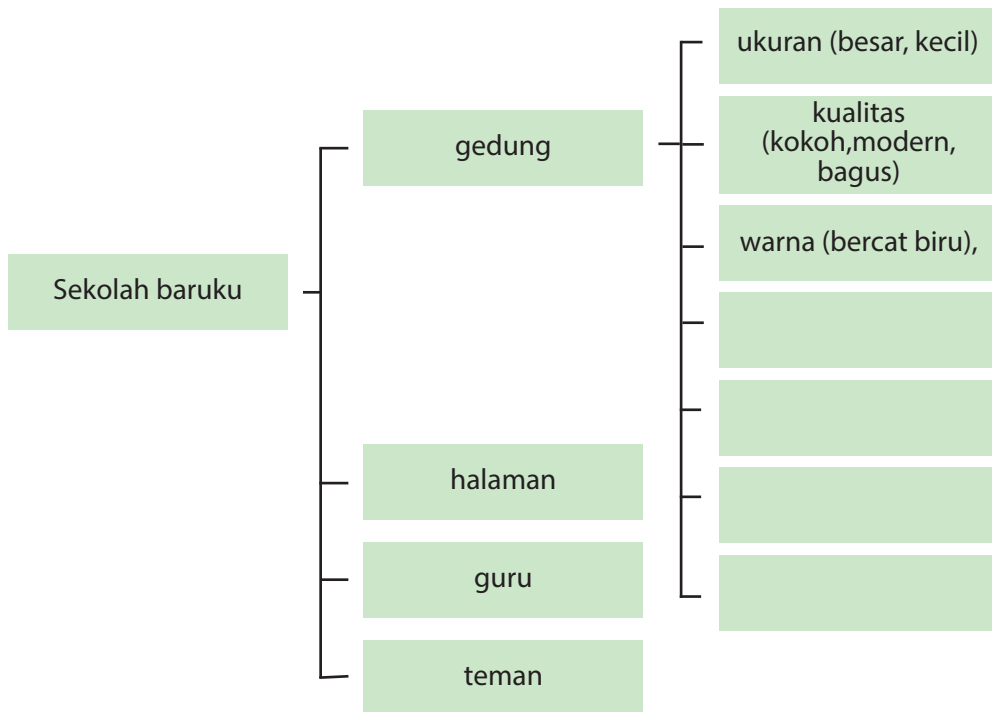 Sekolah baruku
gedung
ukuran (besar, kecil)
kualitas
(kokoh,modern,
bagus)
warna (bercat biru),
halaman
guru
teman